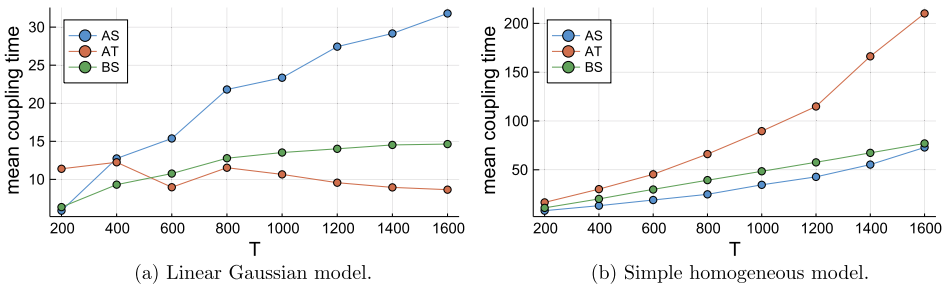 mean coupling time
30
25
20
15
10
AS
AT
BS
200 400 600 800 1000 1200 1400 1600
T
(a) Linear Gaussian model.
mean coupling time
200
150
100
50
AS
AT
BS
200 400 600 800 1000 1200 1400 1600
T
(b) Simple homogeneous model.